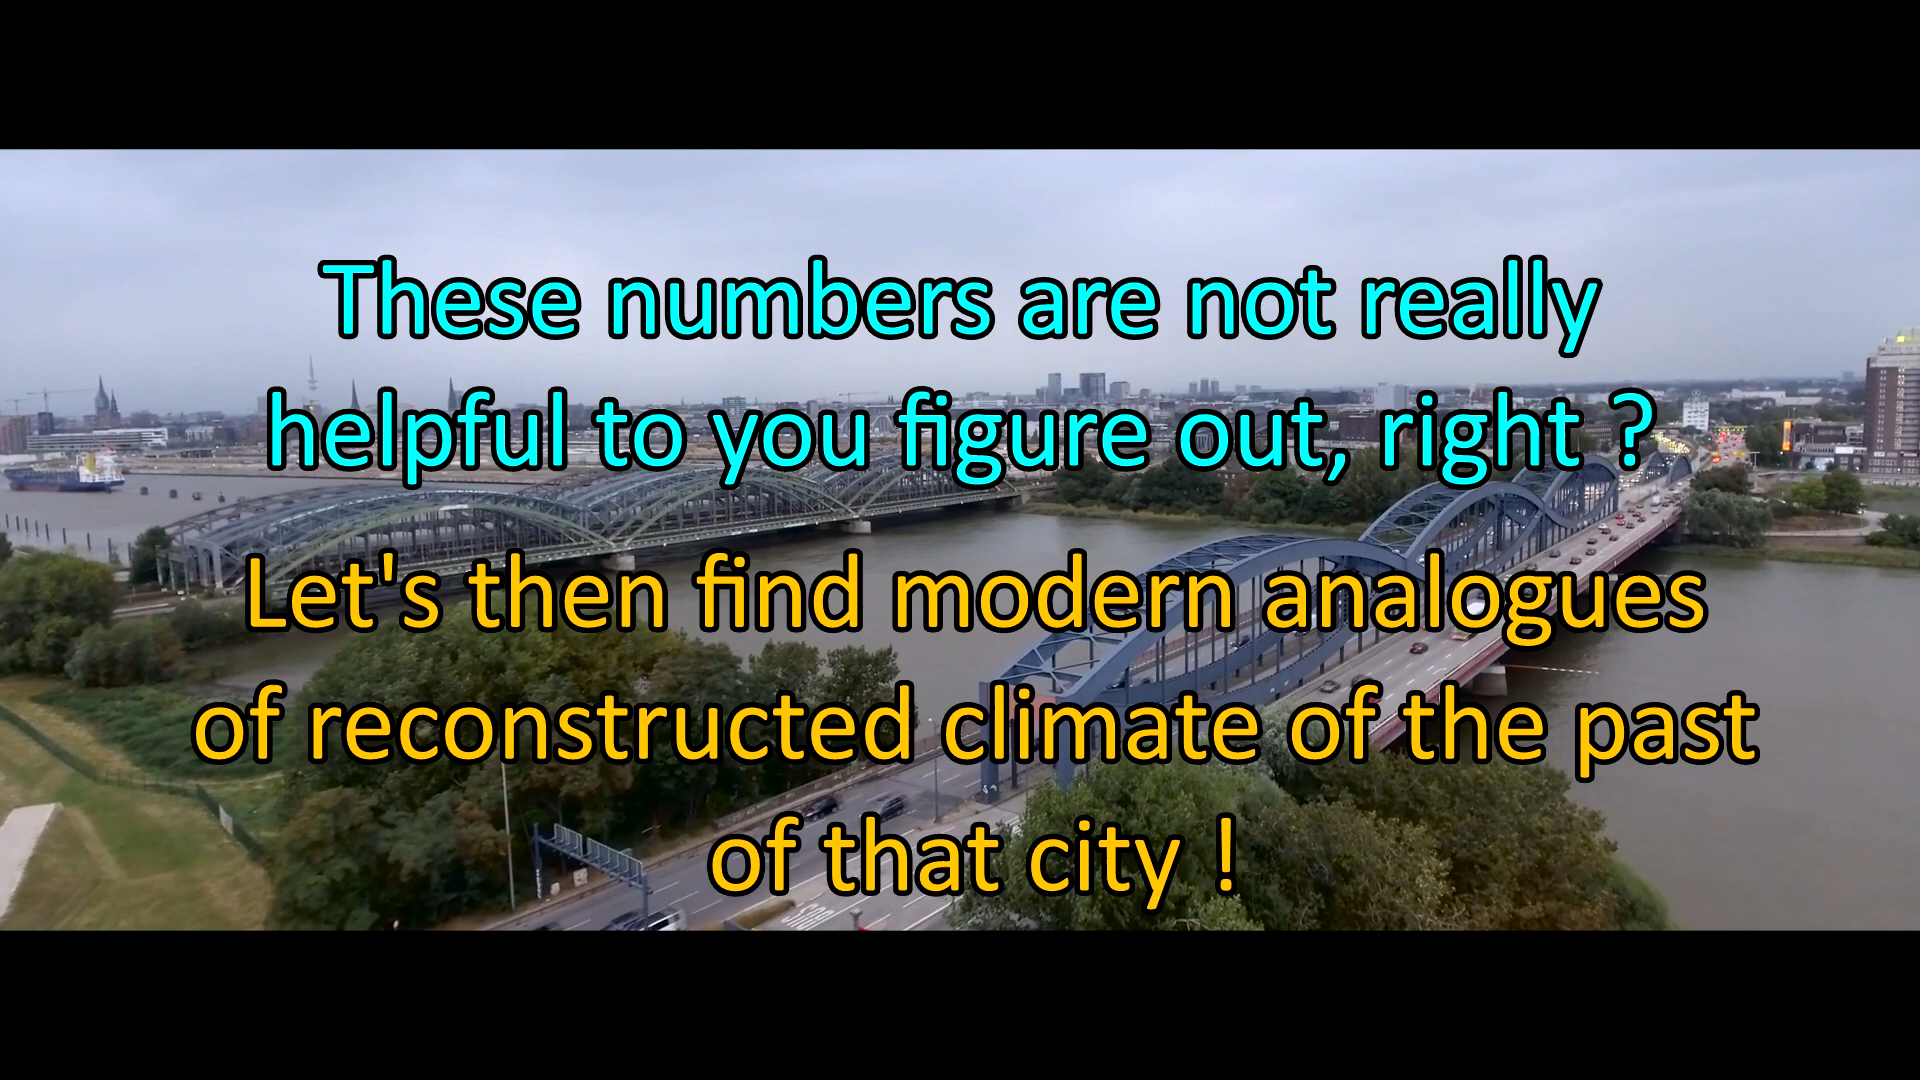 These numbers are not really
helpful to you figure out, right ?
Let's then find modern analogues
of reconstructed climate of the past
of that city !